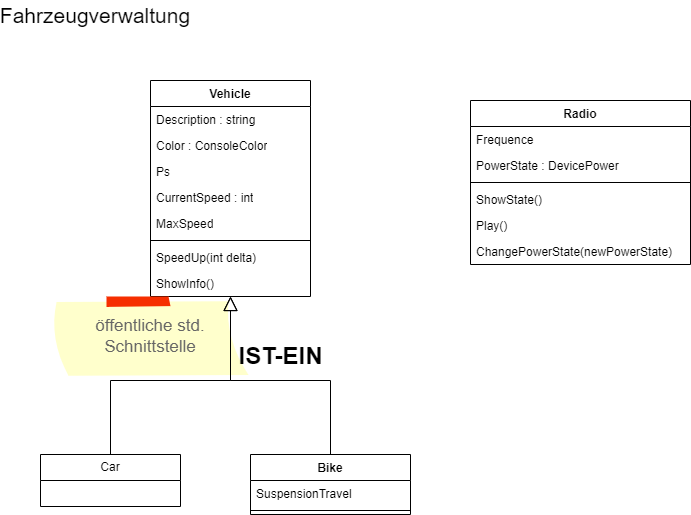 Fahrzeugverwaltung
Vehicle
Description : string
Color : ConsoleColor
Ps
CurrentSpeed : int
MaxSpeed
SpeedUp(int delta)
ShowInfo()
Radio
Frequence
PowerState : DevicePower
ShowState()
Play()
ChangePowerState(newPowerState)
öffentliche std.
Schnittstelle
IST-EIN
Car
Bike
SuspensionTravel